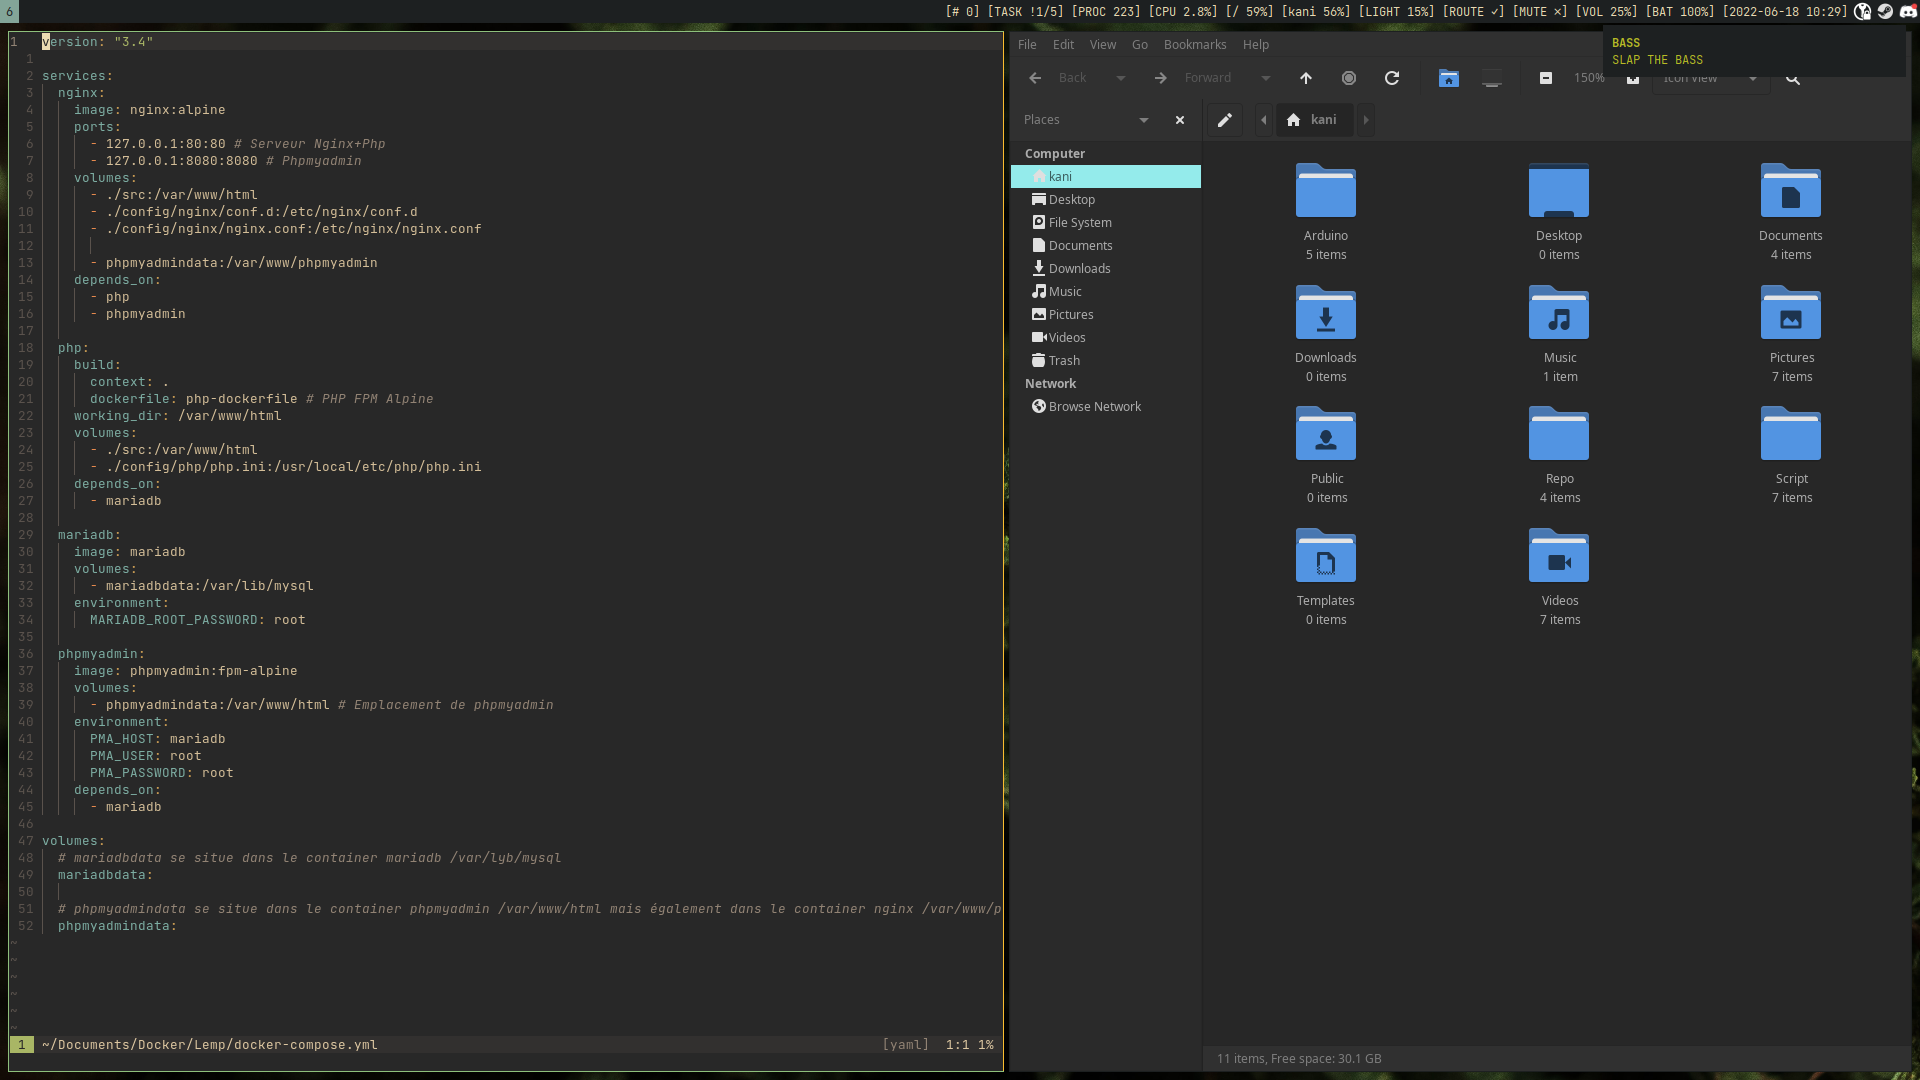 6
[# 0] [TASK !1/5] [PROC 223] [CPU 2.8%] [/ 59%] [kani 56%] [LIGHT 15%] [ROUTE ✓] [MUTE ×] [VOL 25%] [BAT 100%] [2022-06-18 10:29]
1 version: "3.4"
1
2 services:
3 nginx:
4 image: nginx:alpine
5 ports:
6 - 127.0.0.1:80:80 # Serveur Nginx+Php
7 - 127.0.0.1:8080:8080 # Phpmyadmin
8 volumes:
9 - ./src:/var/www/html
10 - ./config/nginx/conf.d:/etc/nginx/conf.d
11 - ./config/nginx/nginx.conf:/etc/nginx/nginx.conf
12
13 - phpmyadmindata:/var/www/phpmyadmin
14 depends_on:
15 - php
16 - phpmyadmin
17
18 php:
19 build:
20 context: .
21 dockerfile: php-dockerfile # PHP FPM Alpine
22 working_dir: /var/www/html
23 volumes:
24 - ./src:/var/www/html
25 - ./config/php/php.ini:/usr/local/etc/php/php.ini
26 depends_on:
27 - mariadb
28
29 mariadb:
30 image: mariadb
31 volumes:
32 - mariadbdata:/var/lib/mysql
33 environment:
34 MARIADB_ROOT_PASSWORD: root
35
36 phpmyadmin:
37 image: phpmyadmin:fpm-alpine
38 volumes:
39 - phpmyadmindata:/var/www/html # Emplacement de phpmyadmin
40 environment:
41 PMA_HOST: mariadb
42 PMA_USER: root
43 PMA_PASSWORD: root
44 depends_on:
45 - mariadb
46
47 volumes:
48 # mariadbdata se situe dans le container mariadb /var/lyb/mysql
49 mariadbdata:
50
51 # phpmyadmindata se situe dans le container phpmyadmin /var/www/html mais également dans le container nginx /var/www/p
52 phpmyadmindata:
~
~
~
~
~
~
1 ~/Documents/Docker/Lemp/docker-compose.yml [yaml] 1:1 1%
File Edit View Go Bookmarks Help
BASS
SLAP THE BASS
Back Forward 150% Icon View
Places kani
Computer
kani
Desktop
File System
Documents
Downloads
Music
Pictures
Videos
Trash
Network
Browse Network
Arduino Desktop Documents
5 items 0 items 4 items
Downloads Music Pictures
0 items 1 item 7 items
Public Repo Script
0 items 4 items 7 items
Templates Videos
0 items 7 items
11 items, Free space: 30.1 GB